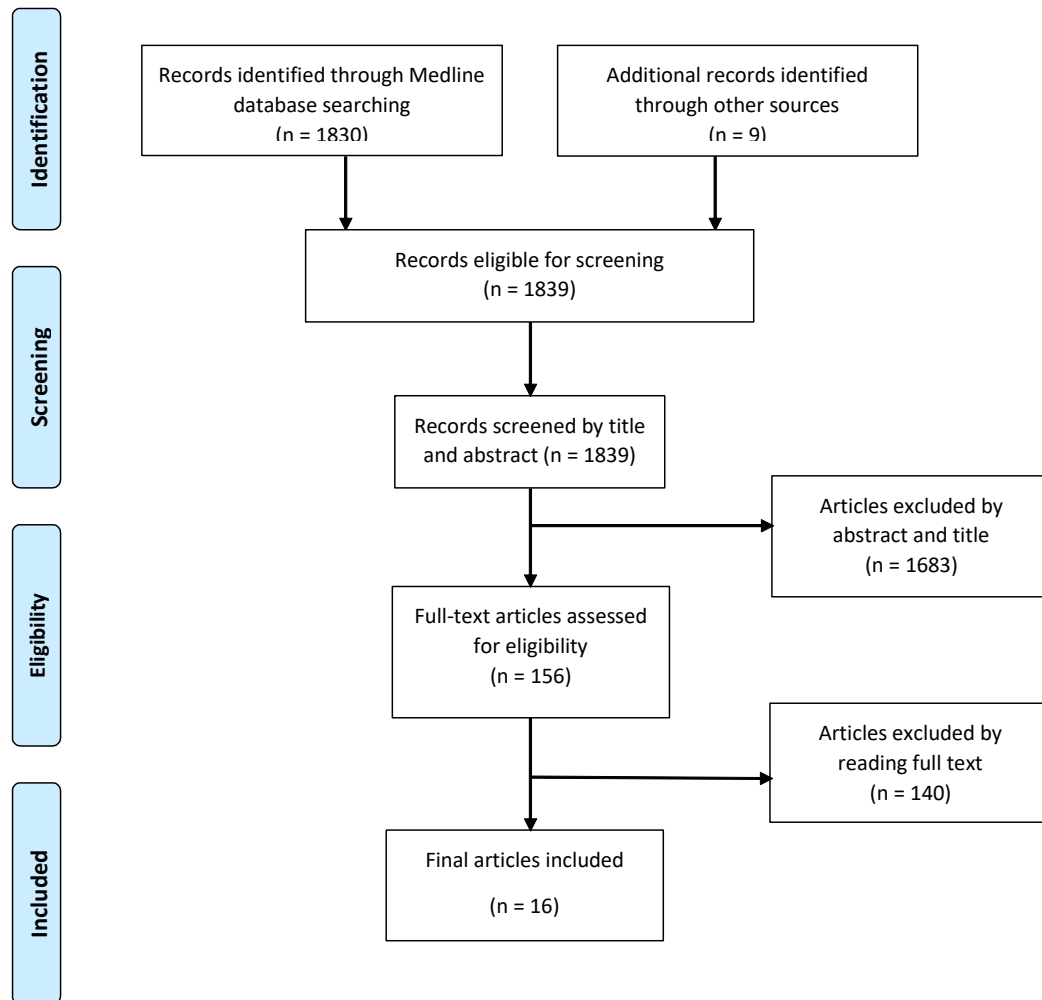 Identification
Records identified through Medline
database searching
(n = 1830)
Additional records identified
through other sources
(n = 9)
Records eligible for screening
(n = 1839)
Screening
Records screened by title
and abstract (n = 1839)
Articles excluded by
abstract and title
(n = 1683)
Eligibility
Full-text articles assessed
for eligibility
(n = 156)
Articles excluded by
reading full text
(n = 140)
Included
Final articles included
(n = 16)